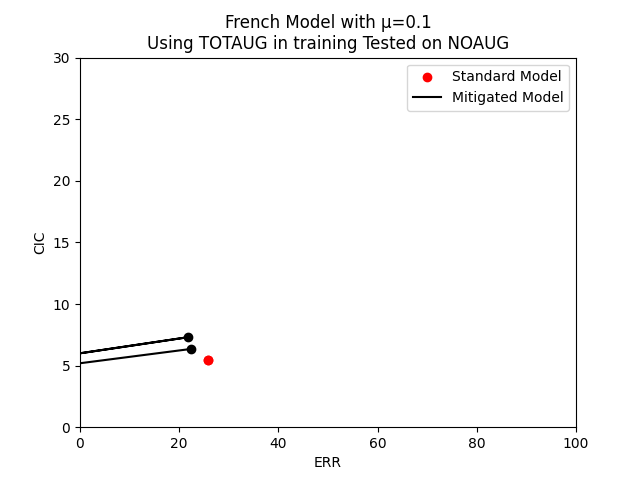 French Model with μ=0.1
Using TOTAUG in training Tested on NOAUG
Standard Model
Mitigated Model
CIC
30
25
20
15
10
5
0
0 20 40 60 80 100
ERR